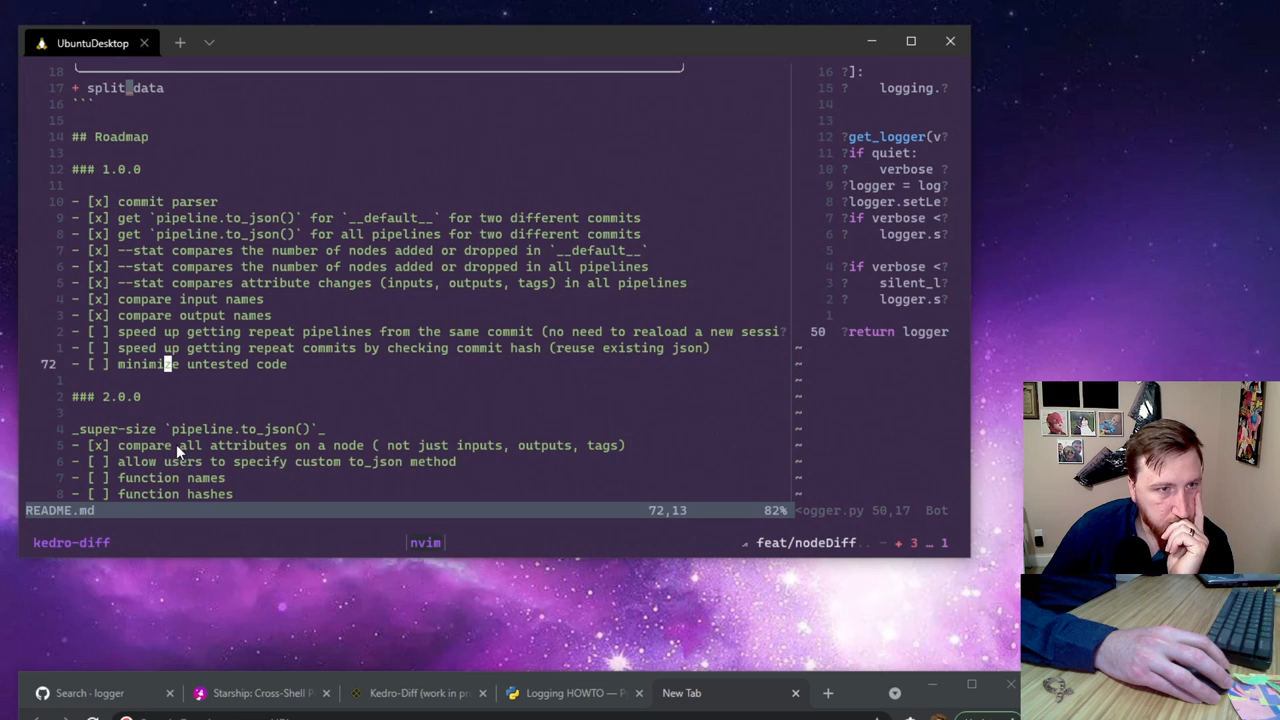 UbuntuDesktop
18
17 + split_data
16 ```
15
14 ## Roadmap
13
12 ### 1.0.0
11
10 - [x] commit parser
9 - [x] get `pipeline.to_json()` for `__default__` for two different commits
8 - [x] get `pipeline.to_json()` for all pipelines for two different commits
7 - [x] --stat compares the number of nodes added or dropped in `__default__`
6 - [x] --stat compares the number of nodes added or dropped in all pipelines
5 - [x] --stat compares attribute changes (inputs, outputs, tags) in all pipelines
4 - [x] compare input names
3 - [x] compare output names
2 - [ ] speed up getting repeat pipelines from the same commit (no need to reaload a new sessi?
1 - [ ] speed up getting repeat commits by checking commit hash (reuse existing json)
72 - [ ] minimize untested code
1
2 ### 2.0.0
3
4 _super-size `pipeline.to_json()`_
5 - [x] compare all attributes on a node ( not just inputs, outputs, tags)
6 - [ ] allow users to specify custom to_json method
7 - [ ] function names
8 - [ ] function hashes
README.md 72,13 82%
16 ?]:
15 ? logging.?
14
13
12 ?get_logger(v?
11 ?if quiet:
10 ? verbose ?
9 ?logger = log?
8 ?logger.setLe?
7 ?if verbose <?
6 ? logger.s?
5
4 ?if verbose <?
3 ? silent_l?
2 ? logger.s?
1
50 ?return logger
~
~
~
~
~
~
~
~
~
~
<ogger.py 50,17 Bot
kedro-diff nvim feat/nodeDiff.. - + 3 … 1
Search · logger
Starship: Cross-Shell P
Kedro-Diff (work in pr
Logging HOWTO — P
New Tab